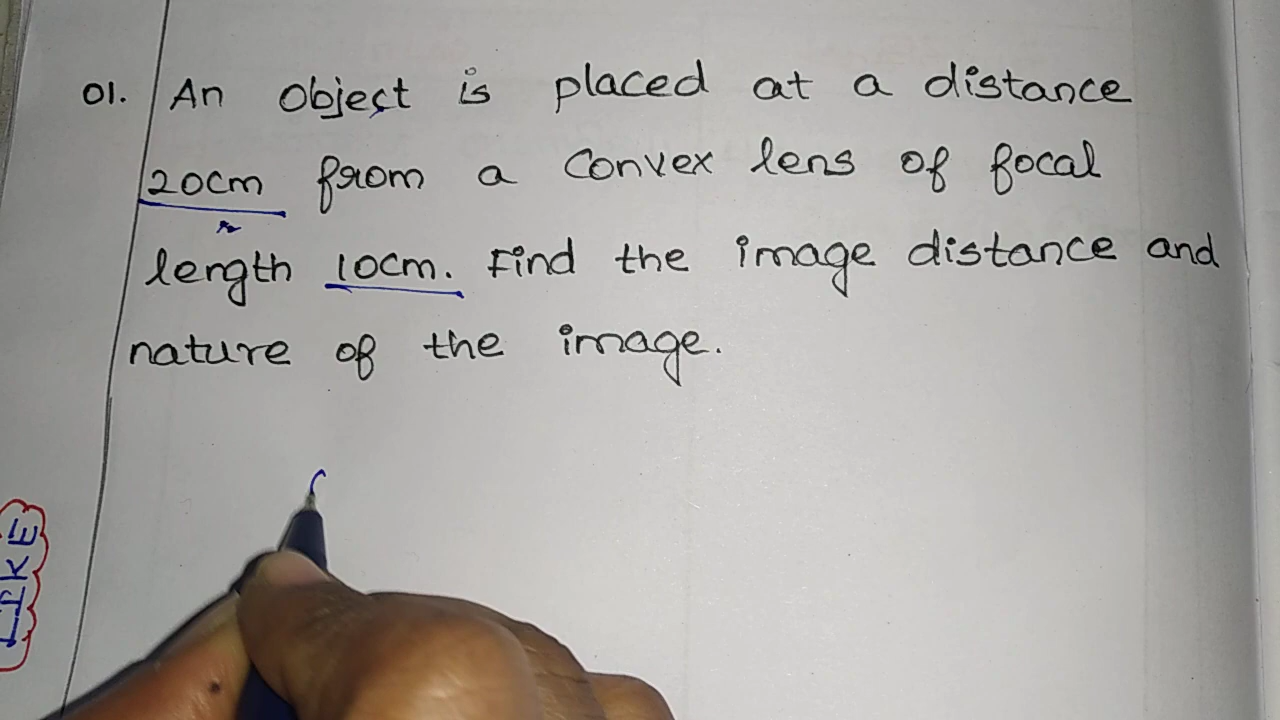 01. An object is placed at a distance
20cm from a convex lens of focal
length 10cm. Find the image distance and
nature of the image.
LIKE